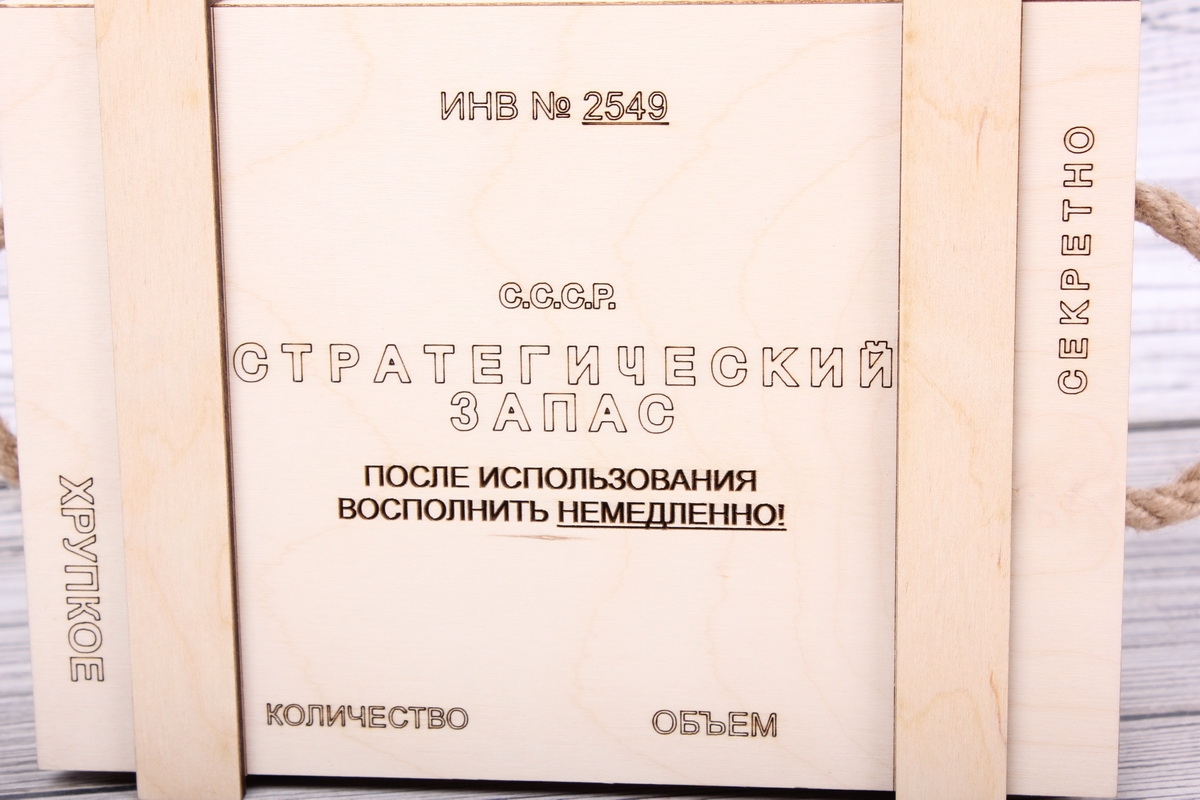 ИНВ № 2549
С.С.С.Р.
СТРАТЕГИЧЕСКИЙ
ЗАПАС
ПОСЛЕ ИСПОЛЬЗОВАНИЯ
ВОСПОЛНИТЬ НЕМЕДЛЕННО!
КОЛИЧЕСТВО
ОБЪЕМ
ХРУПКОЕ
СЕКРЕТНО